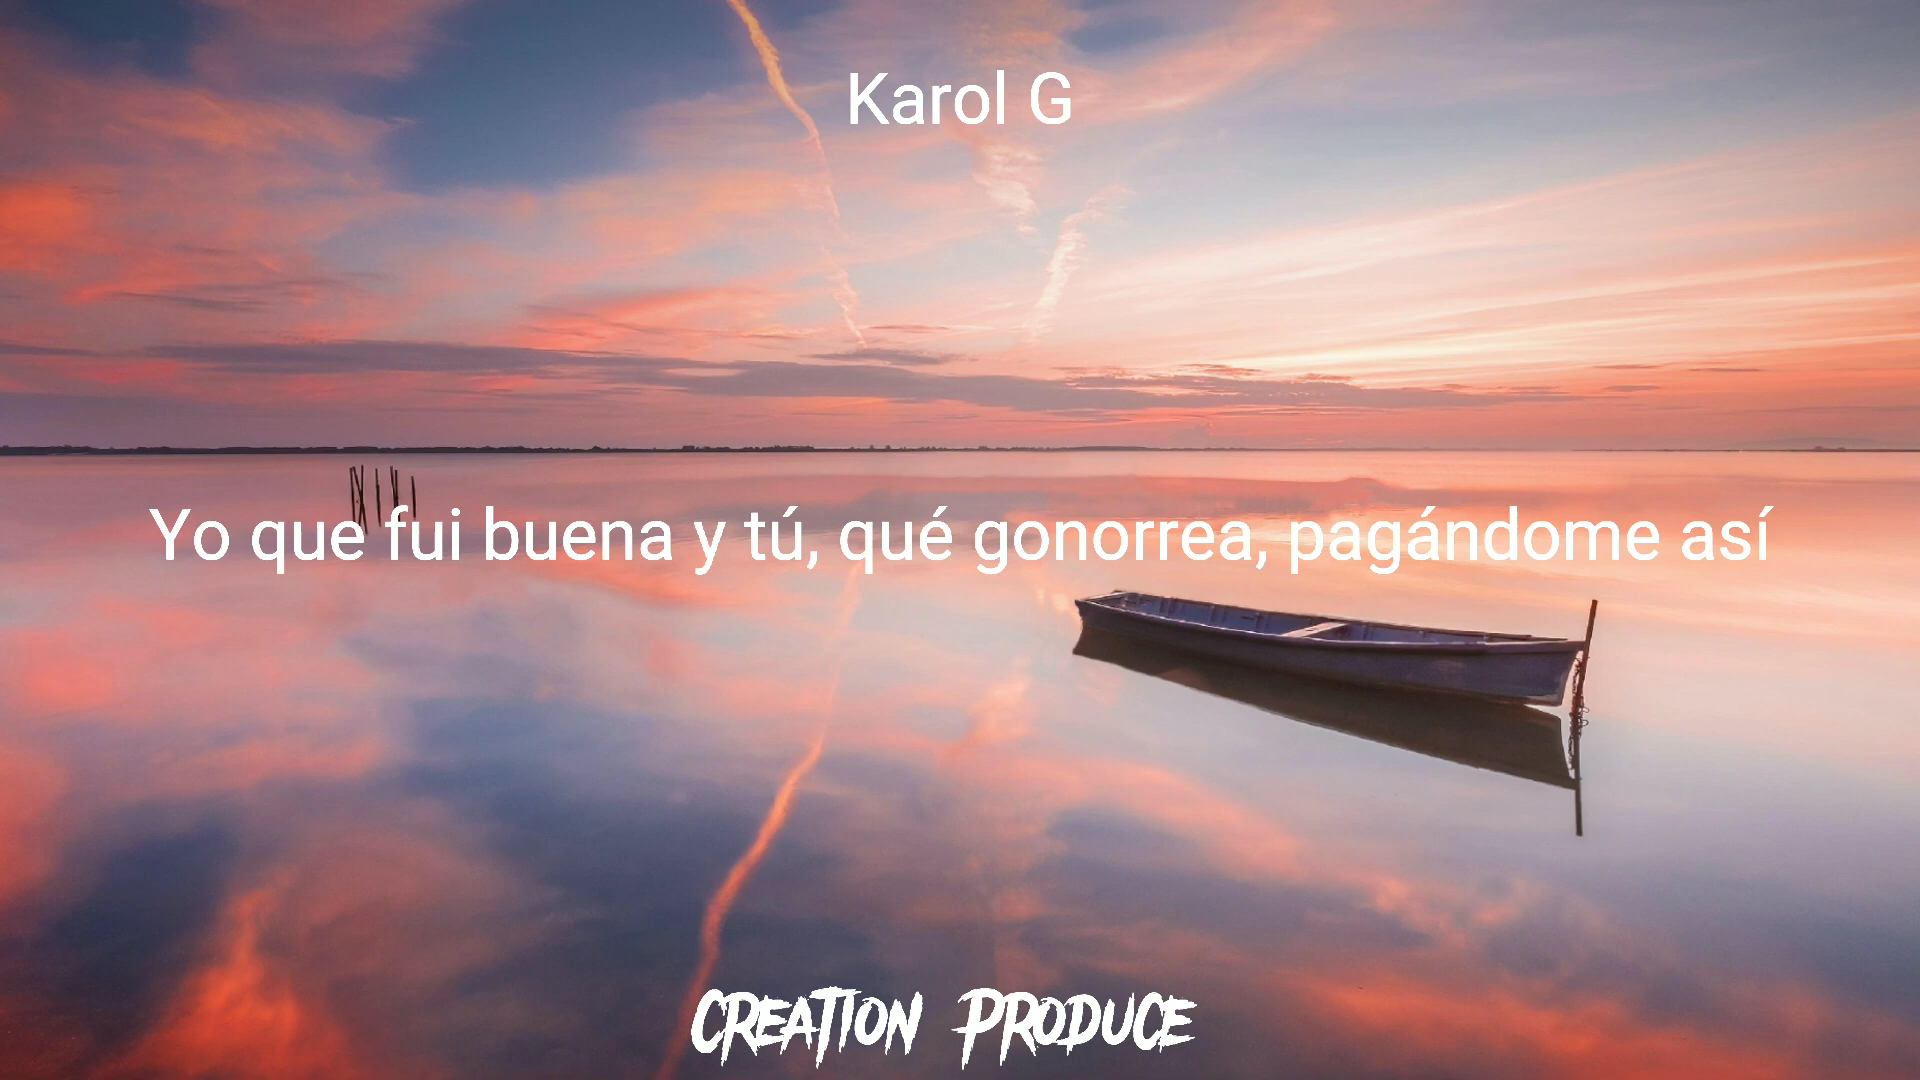 Karol G
Yo que fui buena y tú, qué gonorrea, pagándome así
CREATION PRODUCE